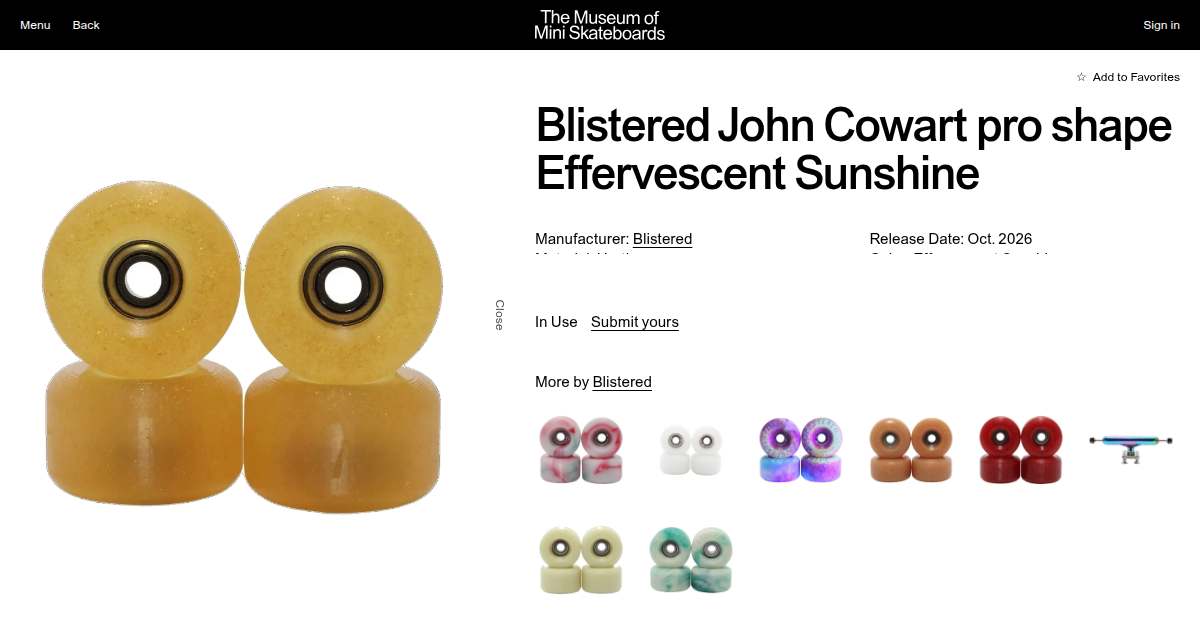 Menu
Back
The Museum of
Mini Skateboards
Sign in
☆ Add to Favorites
Blistered John Cowart pro shape
Effervescent Sunshine
Manufacturer: Blistered
Release Date: Oct. 2026
Close
In Use
Submit yours
More by Blistered